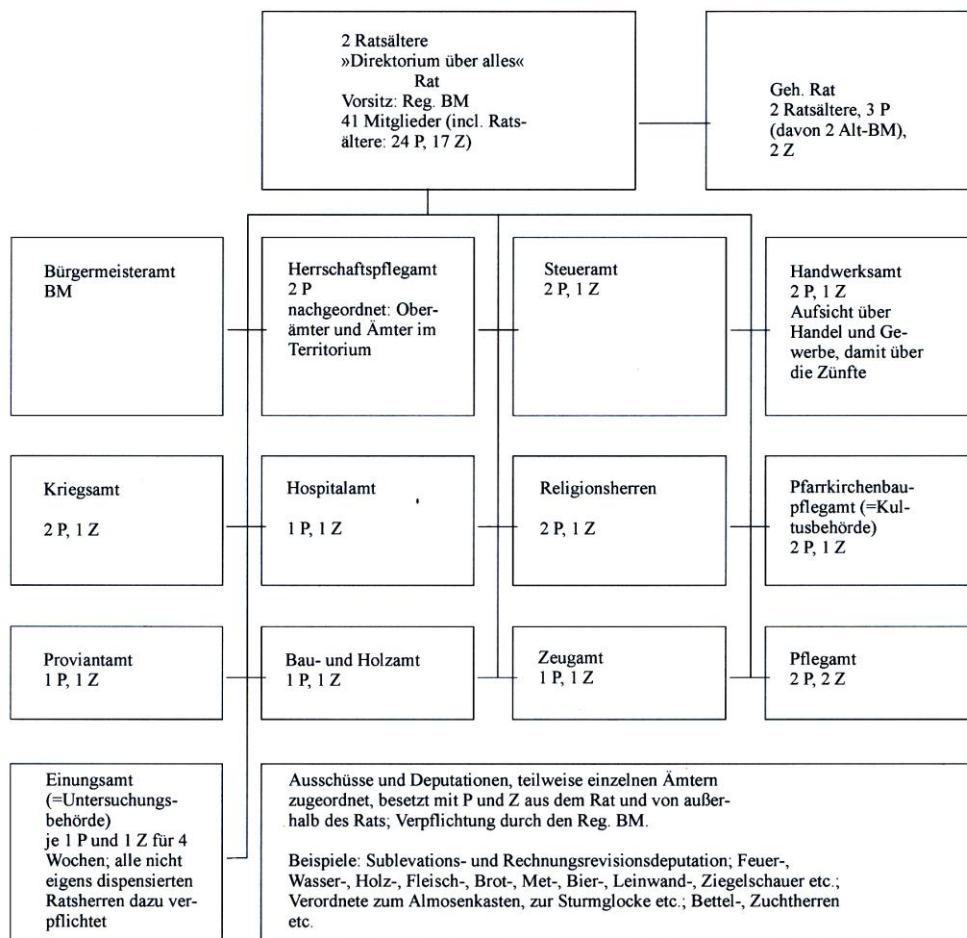 2 Ratsältere
»Direktorium über alles«
Rat
Vorsitz: Reg. BM
41 Mitglieder (incl. Rats-
ältere: 24 P, 17 Z)
Geh. Rat
2 Ratsältere, 3 P
(davon 2 Alt-BM),
2 Z
Bürgermeisteramt
BM
Herrschaftspflegamt
2 P
nachgeordnet: Ober-
ämter und Ämter im
Territorium
Steueramt
2 P, 1 Z
Handwerksamt
2 P, 1 Z
Aufsicht über
Handel und Ge-
werbe, damit über
die Zünfte
Kriegsamt
2 P, 1 Z
Hospitalamt
1 P, 1 Z
Religionsherren
2 P, 1 Z
Pfarrkirchenbau-
pflegamt (=Kul-
tusbehörde)
2 P, 1 Z
Proviantamt
1 P, 1 Z
Bau- und Holzamt
1 P, 1 Z
Zeugamt
1 P, 1 Z
Pflegamt
2 P, 2 Z
Einungsamt
(=Untersuchungs-
behörde)
je 1 P und 1 Z für 4
Wochen; alle nicht
eigens dispensierten
Ratsherren dazu ver-
pflichtet
Ausschüsse und Deputationen, teilweise einzelnen Ämtern
zugeordnet, besetzt mit P und Z aus dem Rat und von außer-
halb des Rats; Verpflichtung durch den Reg. BM.
Beispiele: Sublevations- und Rechnungsrevisionsdeputation; Feuer-,
Wasser-, Holz-, Fleisch-, Brot-, Met-, Bier-, Leinwand-, Ziegelschauer etc.;
Verordnete zum Almosenkasten, zur Sturmglocke etc.; Bettel-, Zuchtherren
etc.